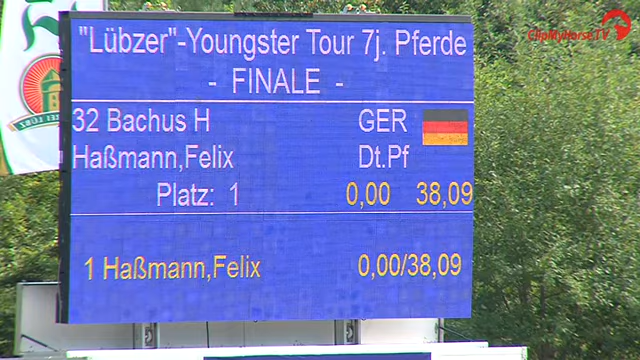 ClipMyHorse.TV
"Lübzer"-Youngster Tour 7j. Pferde
- FINALE -
32 Bachus H GER
Haßmann,Felix Dt.Pf
Platz: 1 0,00 38,09
1 Haßmann,Felix 0,00/38,09